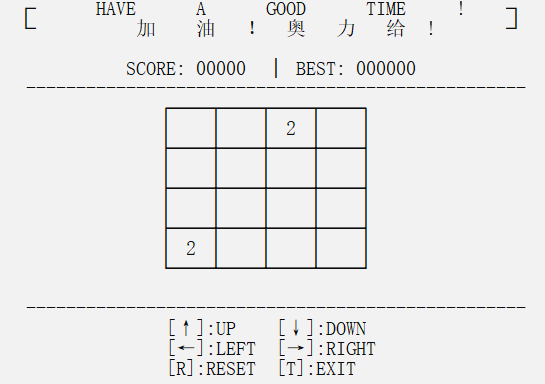 HAVE A GOOD TIME !
加 油 ! 奥 力 给 !
SCORE: 00000 | BEST: 000000
2
2
[↑]:UP [↓]:DOWN
[←]:LEFT [→]:RIGHT
[R]:RESET [T]:EXIT